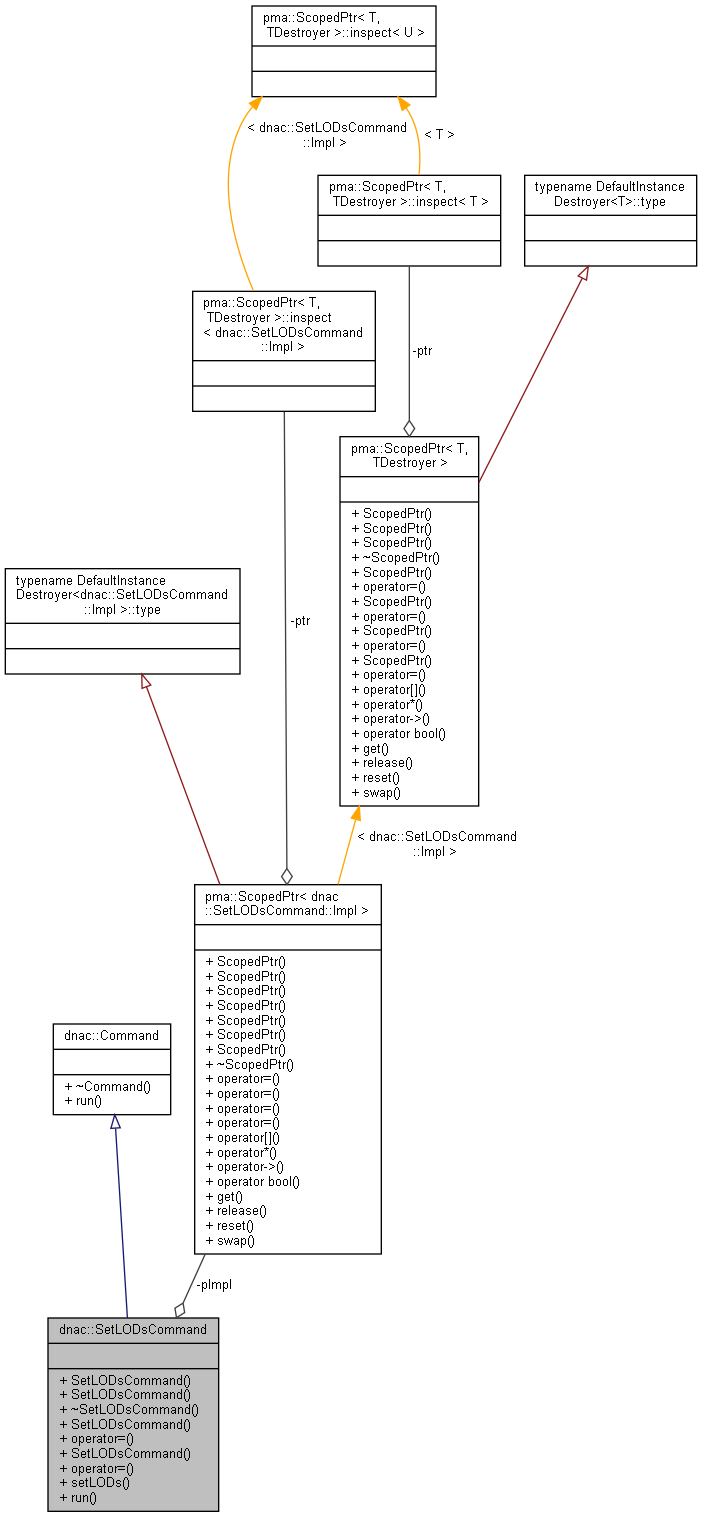 pma::ScopedPtr< T,
TDestroyer >::inspect< U >
< dnac::SetLODsCommand
::Impl >
< T >
pma::ScopedPtr< T,
TDestroyer >::inspect< T >
typename DefaultInstance
Destroyer<T>::type
pma::ScopedPtr< T,
TDestroyer >::inspect
< dnac::SetLODsCommand
::Impl >
-ptr
pma::ScopedPtr< T,
TDestroyer >
+ ScopedPtr()
+ ScopedPtr()
+ ScopedPtr()
+ ~ScopedPtr()
+ ScopedPtr()
+ operator=()
+ ScopedPtr()
+ operator=()
+ ScopedPtr()
+ operator=()
+ ScopedPtr()
+ operator=()
+ operator[]()
+ operator*()
+ operator->()
+ operator bool()
+ get()
+ release()
+ reset()
+ swap()
typename DefaultInstance
Destroyer<dnac::SetLODsCommand
::Impl >::type
-ptr
< dnac::SetLODsCommand
::Impl >
pma::ScopedPtr< dnac
::SetLODsCommand::Impl >
+ ScopedPtr()
+ ScopedPtr()
+ ScopedPtr()
+ ScopedPtr()
+ ScopedPtr()
+ ScopedPtr()
+ ScopedPtr()
+ ~ScopedPtr()
+ operator=()
+ operator=()
+ operator=()
+ operator=()
+ operator[]()
+ operator*()
+ operator->()
+ operator bool()
+ get()
+ release()
+ reset()
+ swap()
dnac::Command
+ ~Command()
+ run()
-pImpl
dnac::SetLODsCommand
+ SetLODsCommand()
+ SetLODsCommand()
+ ~SetLODsCommand()
+ SetLODsCommand()
+ operator=()
+ SetLODsCommand()
+ operator=()
+ setLODs()
+ run()